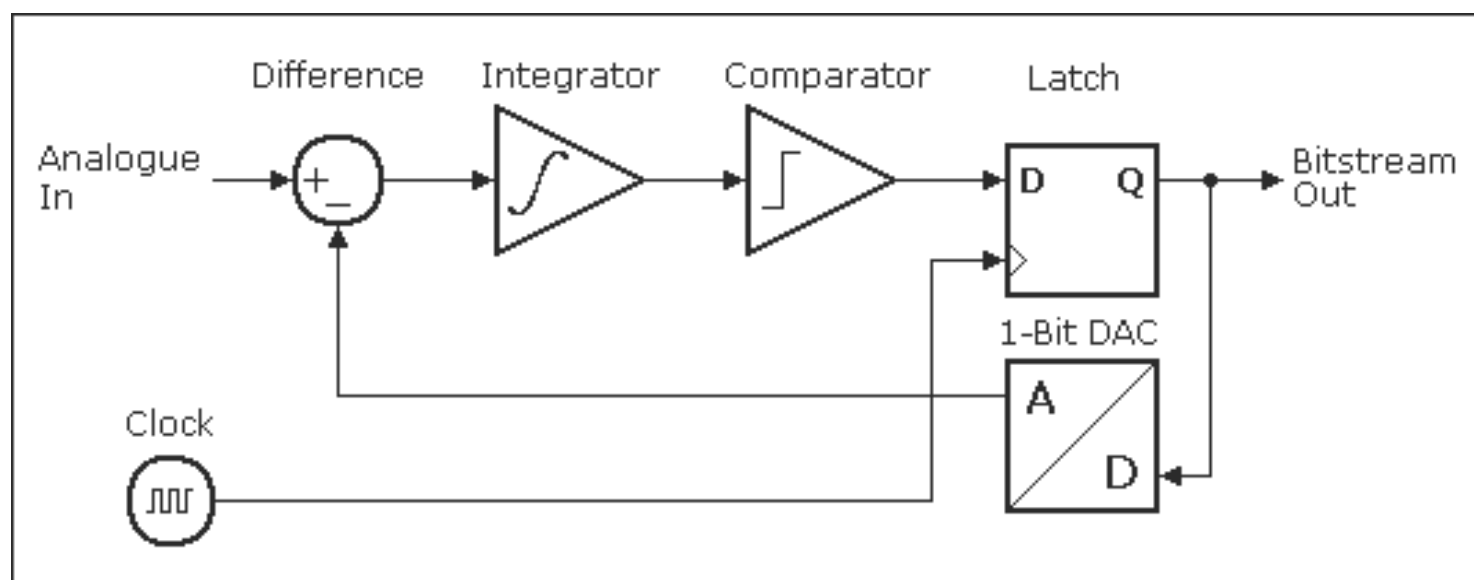 Difference
Integrator
Comparator
Latch
Analogue
In
+
−
D
Q
Bitstream
Out
1-Bit DAC
A
D
Clock